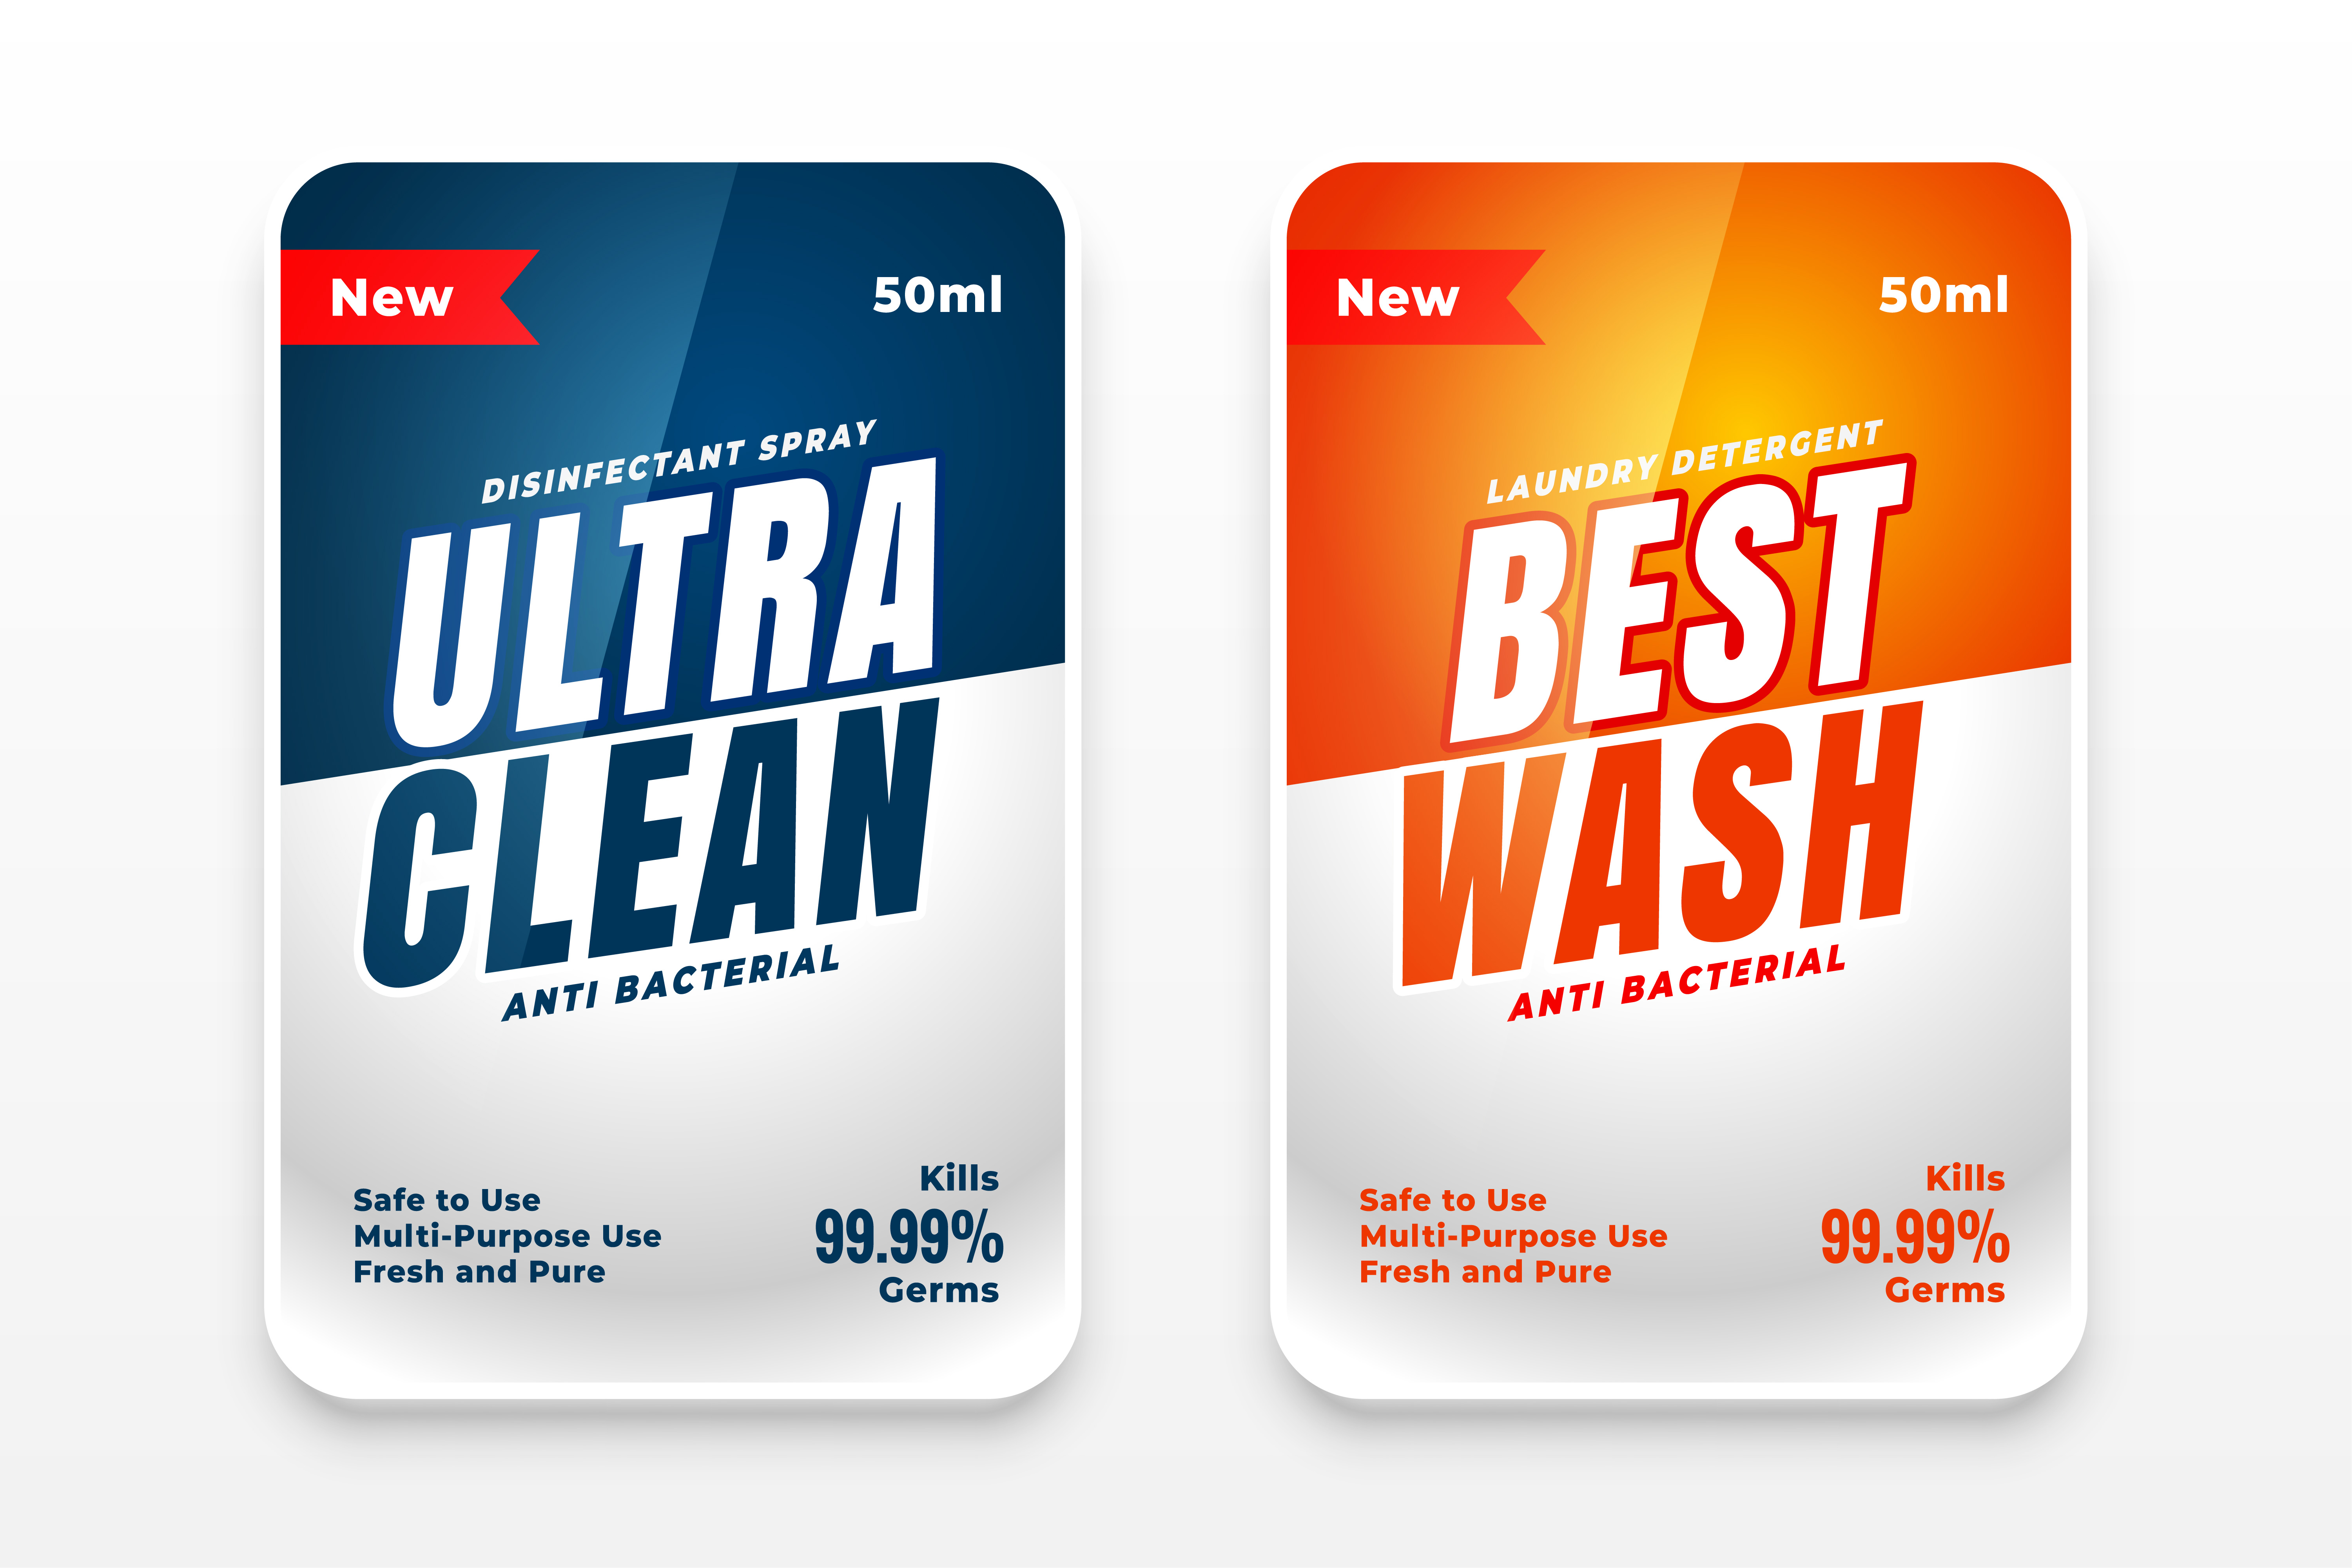 New
50ml
DISINFECTANT SPRAY
ULTRA
CLEAN
ANTI BACTERIAL
Safe to Use
Multi-Purpose Use
Fresh and Pure
Kills
99.99%
Germs
New
50ml
LAUNDRY DETERGENT
BEST
WASH
ANTI BACTERIAL
Safe to Use
Multi-Purpose Use
Fresh and Pure
Kills
99.99%
Germs